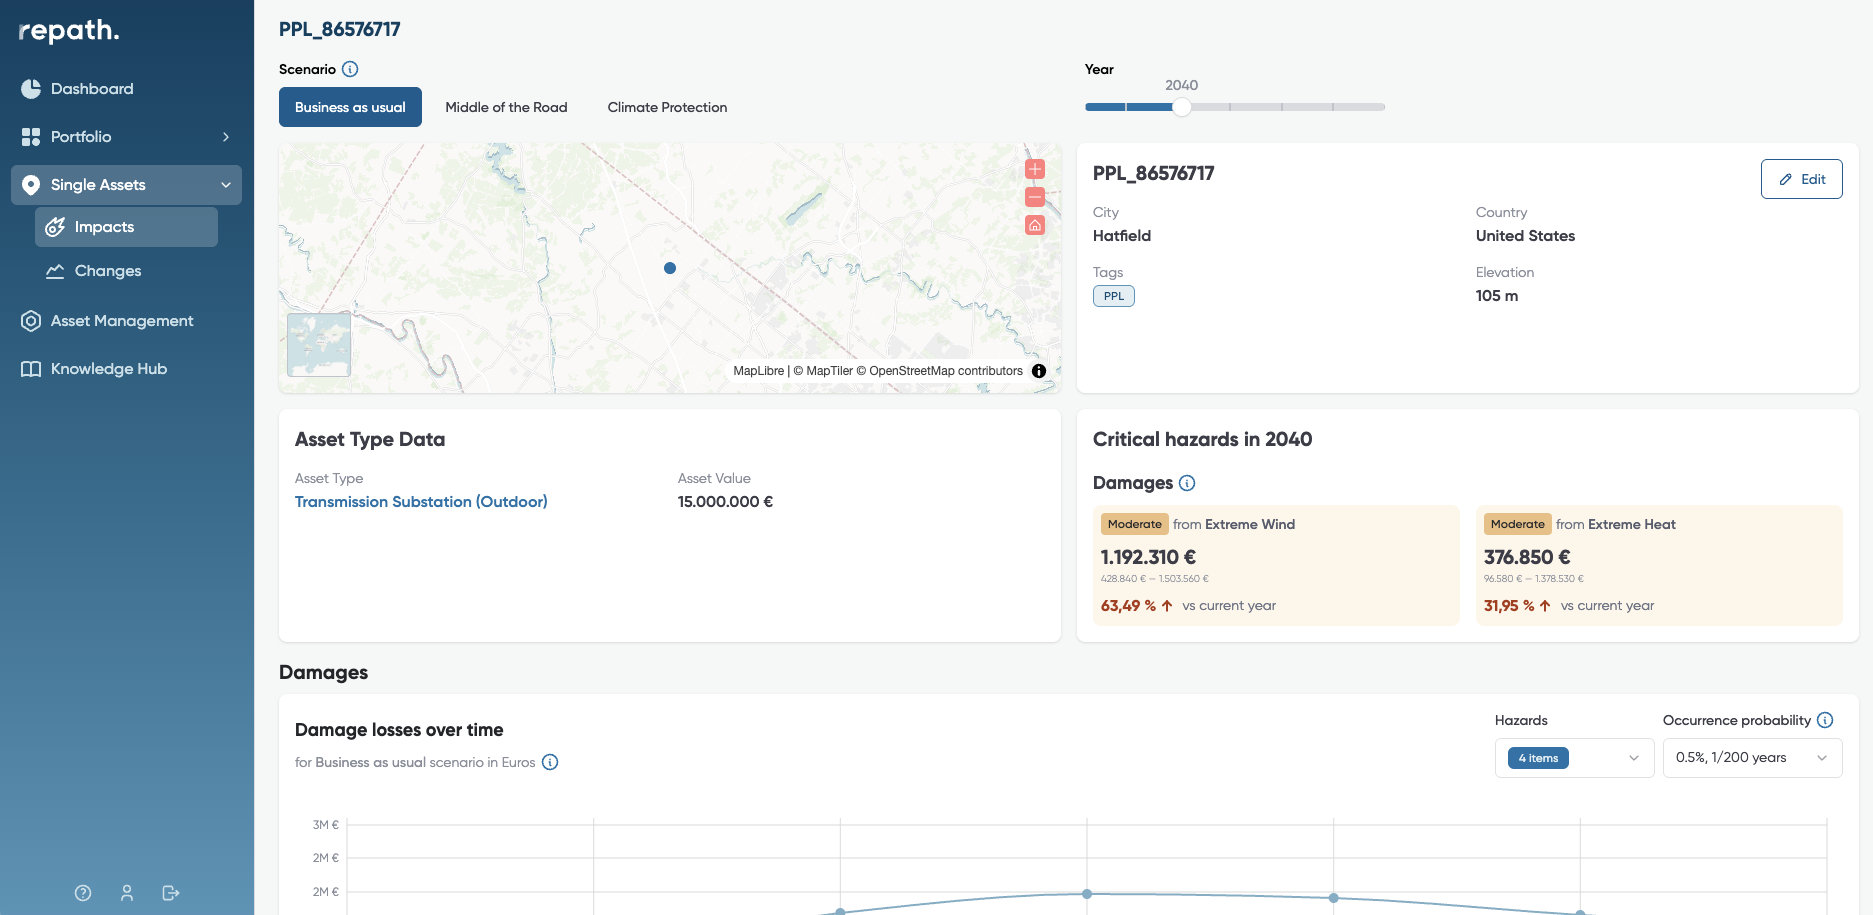 repath.
Dashboard
Portfolio
Single Assets
Impacts
Changes
Asset Management
Knowledge Hub
PPL_86576717
Scenario
Business as usual
Middle of the Road
Climate Protection
Year
2040
MapLibre | © MapTiler © OpenStreetMap contributors
PPL_86576717
Edit
City
Hatfield
Country
United States
Tags
PPL
Elevation
105 m
Asset Type Data
Asset Type
Transmission Substation (Outdoor)
Asset Value
15.000.000 €
Critical hazards in 2040
Damages
Moderate from Extreme Wind
1.192.310 €
428.840 € — 1.503.560 €
63,49 % ↑ vs current year
Moderate from Extreme Heat
376.850 €
96.580 € — 1.378.530 €
31,95 % ↑ vs current year
Damages
Damage losses over time
for Business as usual scenario in Euros
Hazards
4 items
Occurrence probability
0.5%, 1/200 years
3M €
2M €
2M €